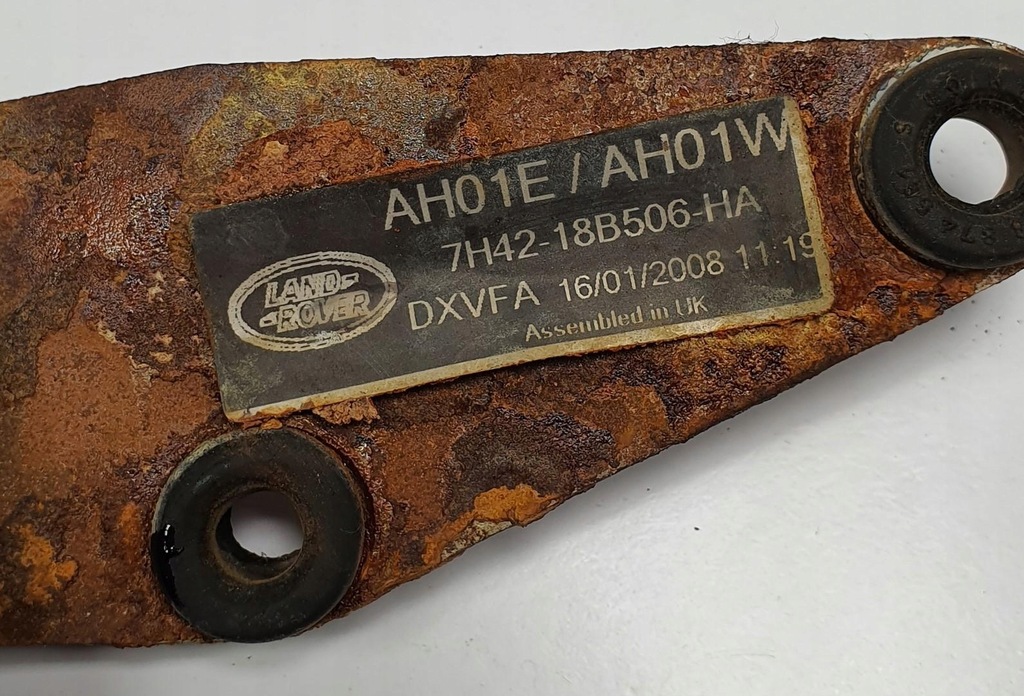 AH01E / AH01W
7H42-18B506-HA
LAND-
-ROVER
DXVFA 16/01/2008 11:19
Assembled in UK